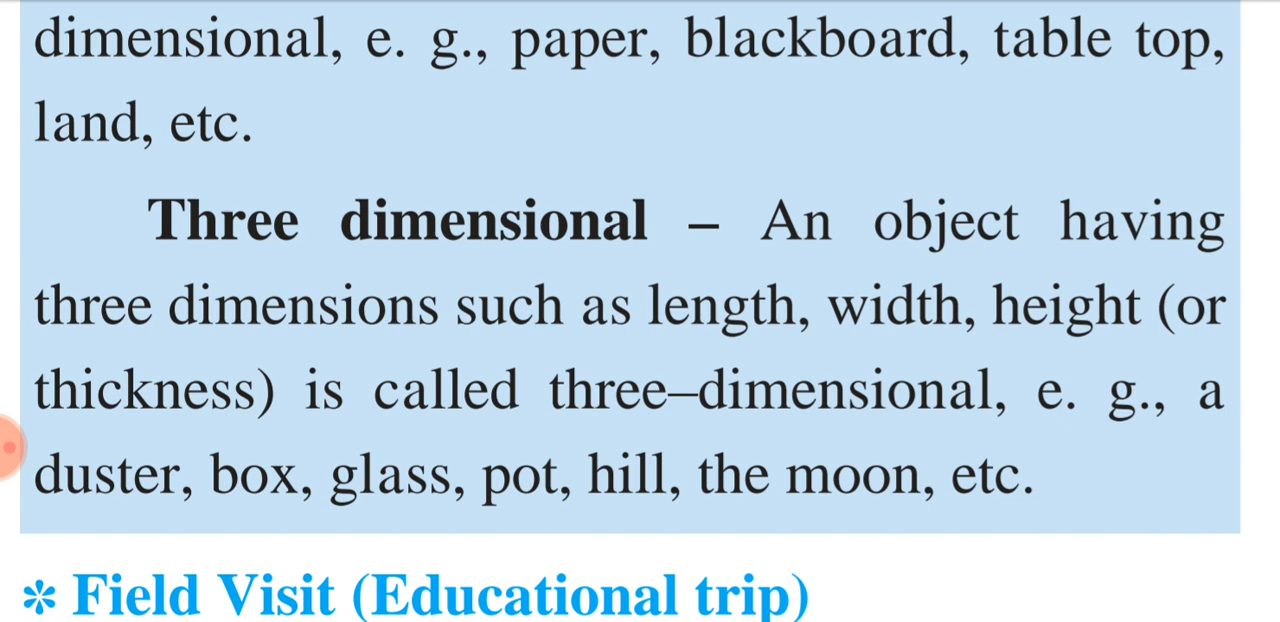 dimensional, e. g., paper, blackboard, table top,
land, etc.
Three dimensional – An object having
three dimensions such as length, width, height (or
thickness) is called three–dimensional, e. g., a
duster, box, glass, pot, hill, the moon, etc.
* Field Visit (Educational trip)